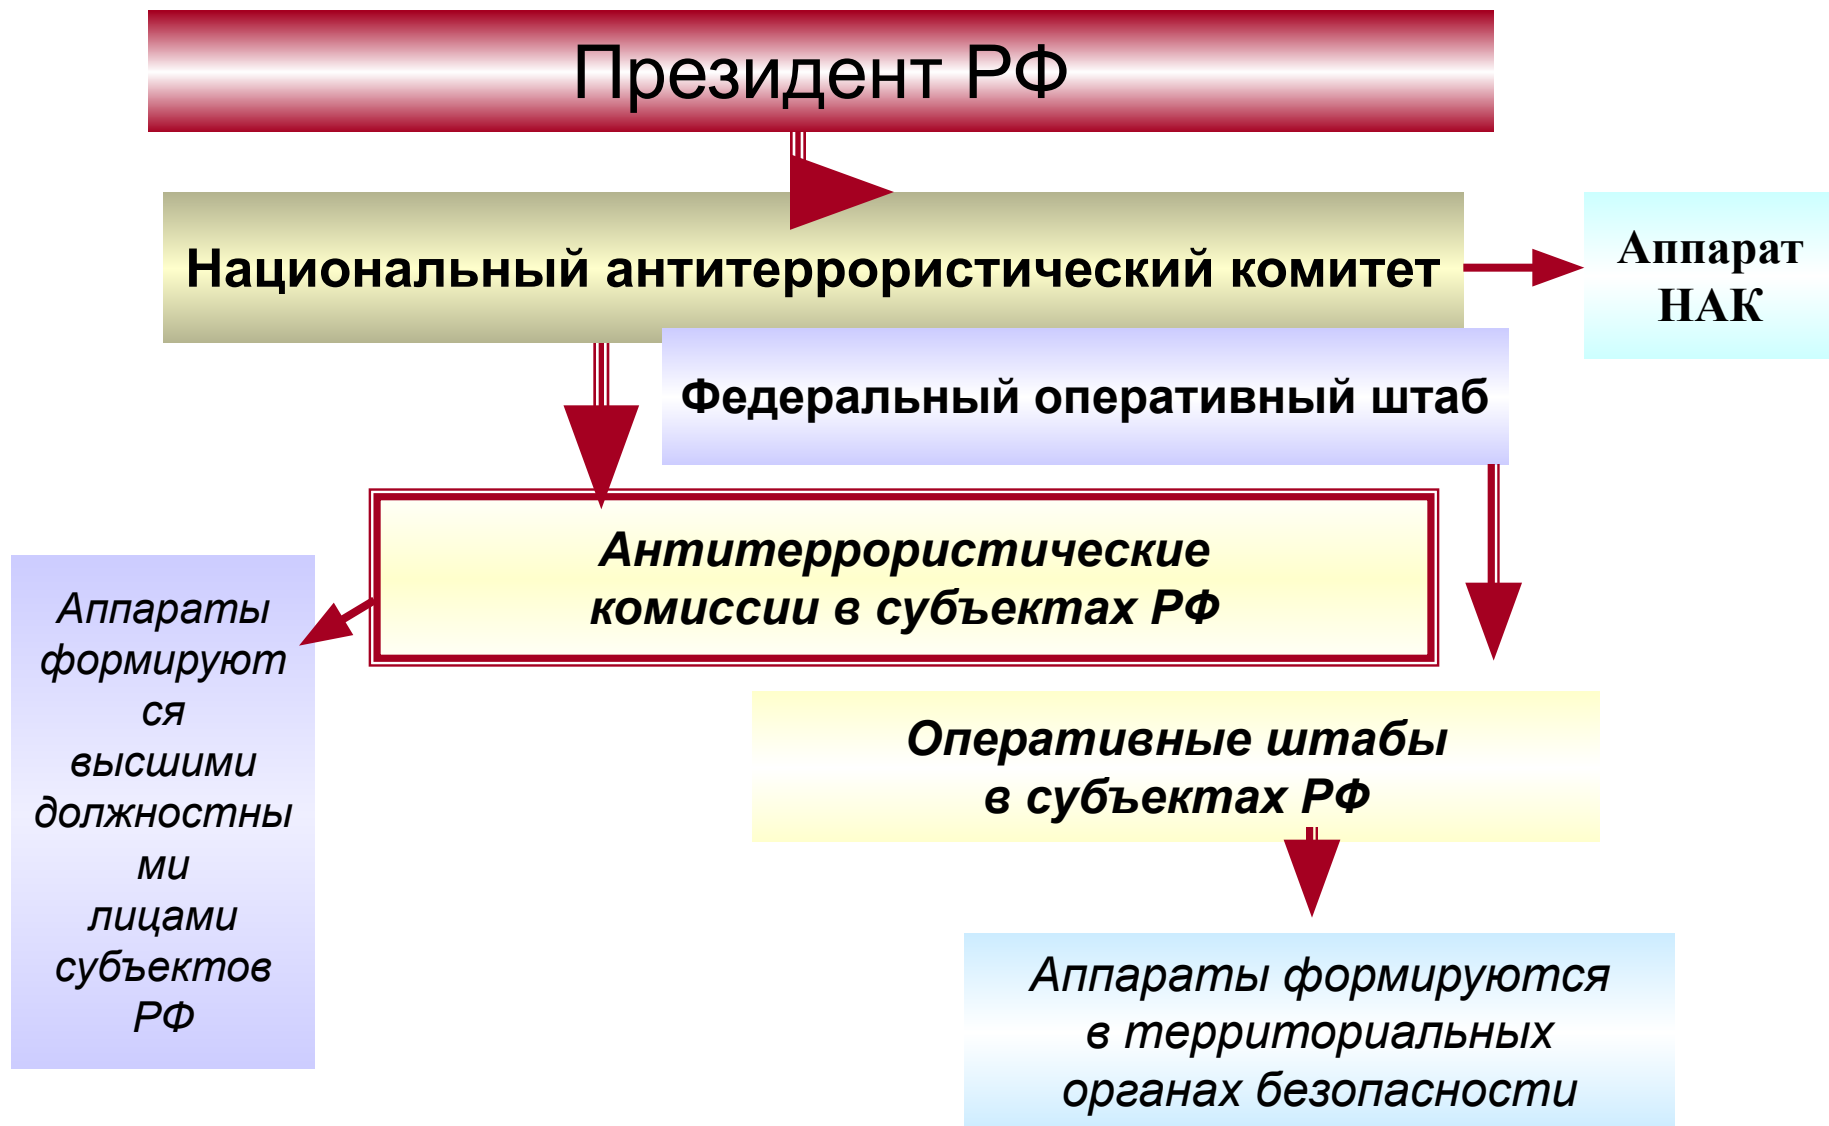 Президент РФ
Национальный антитеррористический комитет
Аппарат
НАК
Федеральный оперативный штаб
Антитеррористические
комиссии в субъектах РФ
Аппараты
формируют
ся
высшими
должностны
ми
лицами
субъектов
РФ
Оперативные штабы
в субъектах РФ
Аппараты формируются
в территориальных
органах безопасности